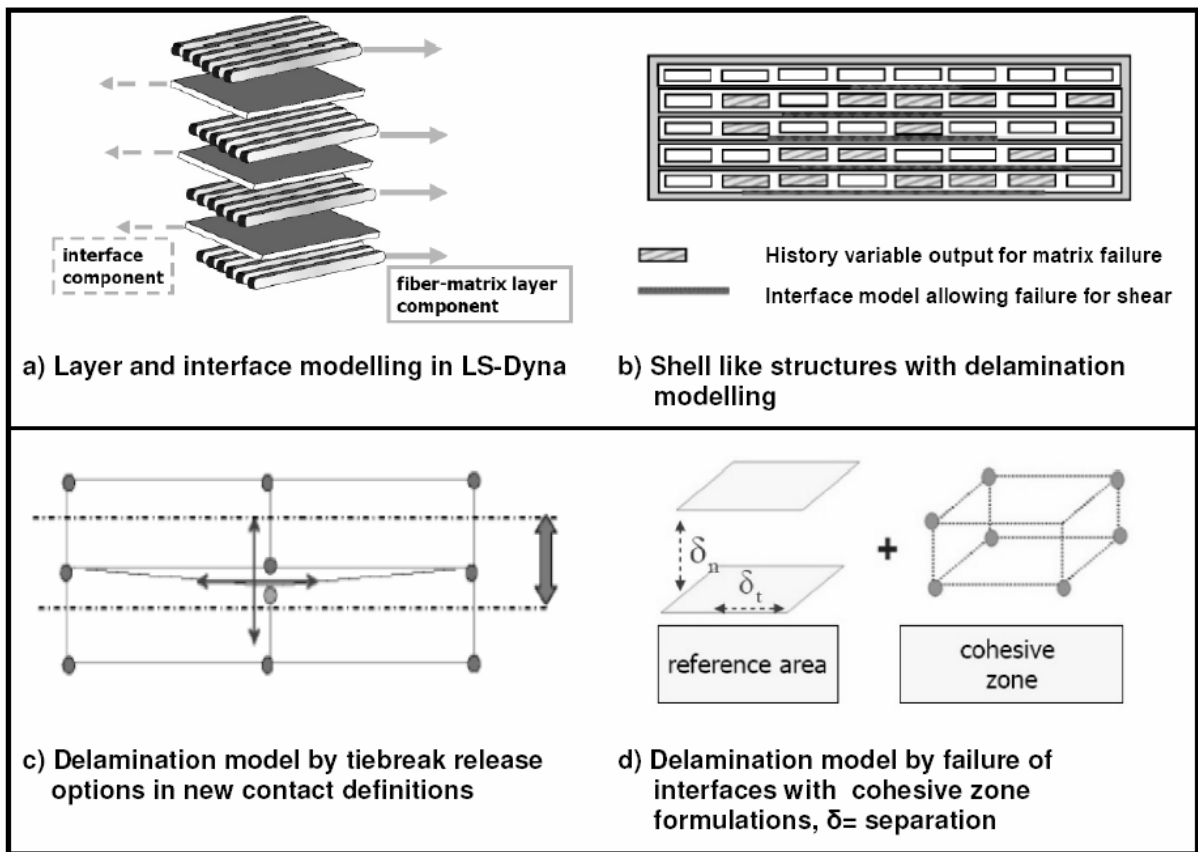 interface
component
fiber-matrix layer
component
a) Layer and interface modelling in LS-Dyna
History variable output for matrix failure
Interface model allowing failure for shear
b) Shell like structures with delamination
modelling
c) Delamination model by tiebreak release
options in new contact definitions
δn
δt
+
reference area
cohesive
zone
d) Delamination model by failure of
interfaces with cohesive zone
formulations, δ= separation